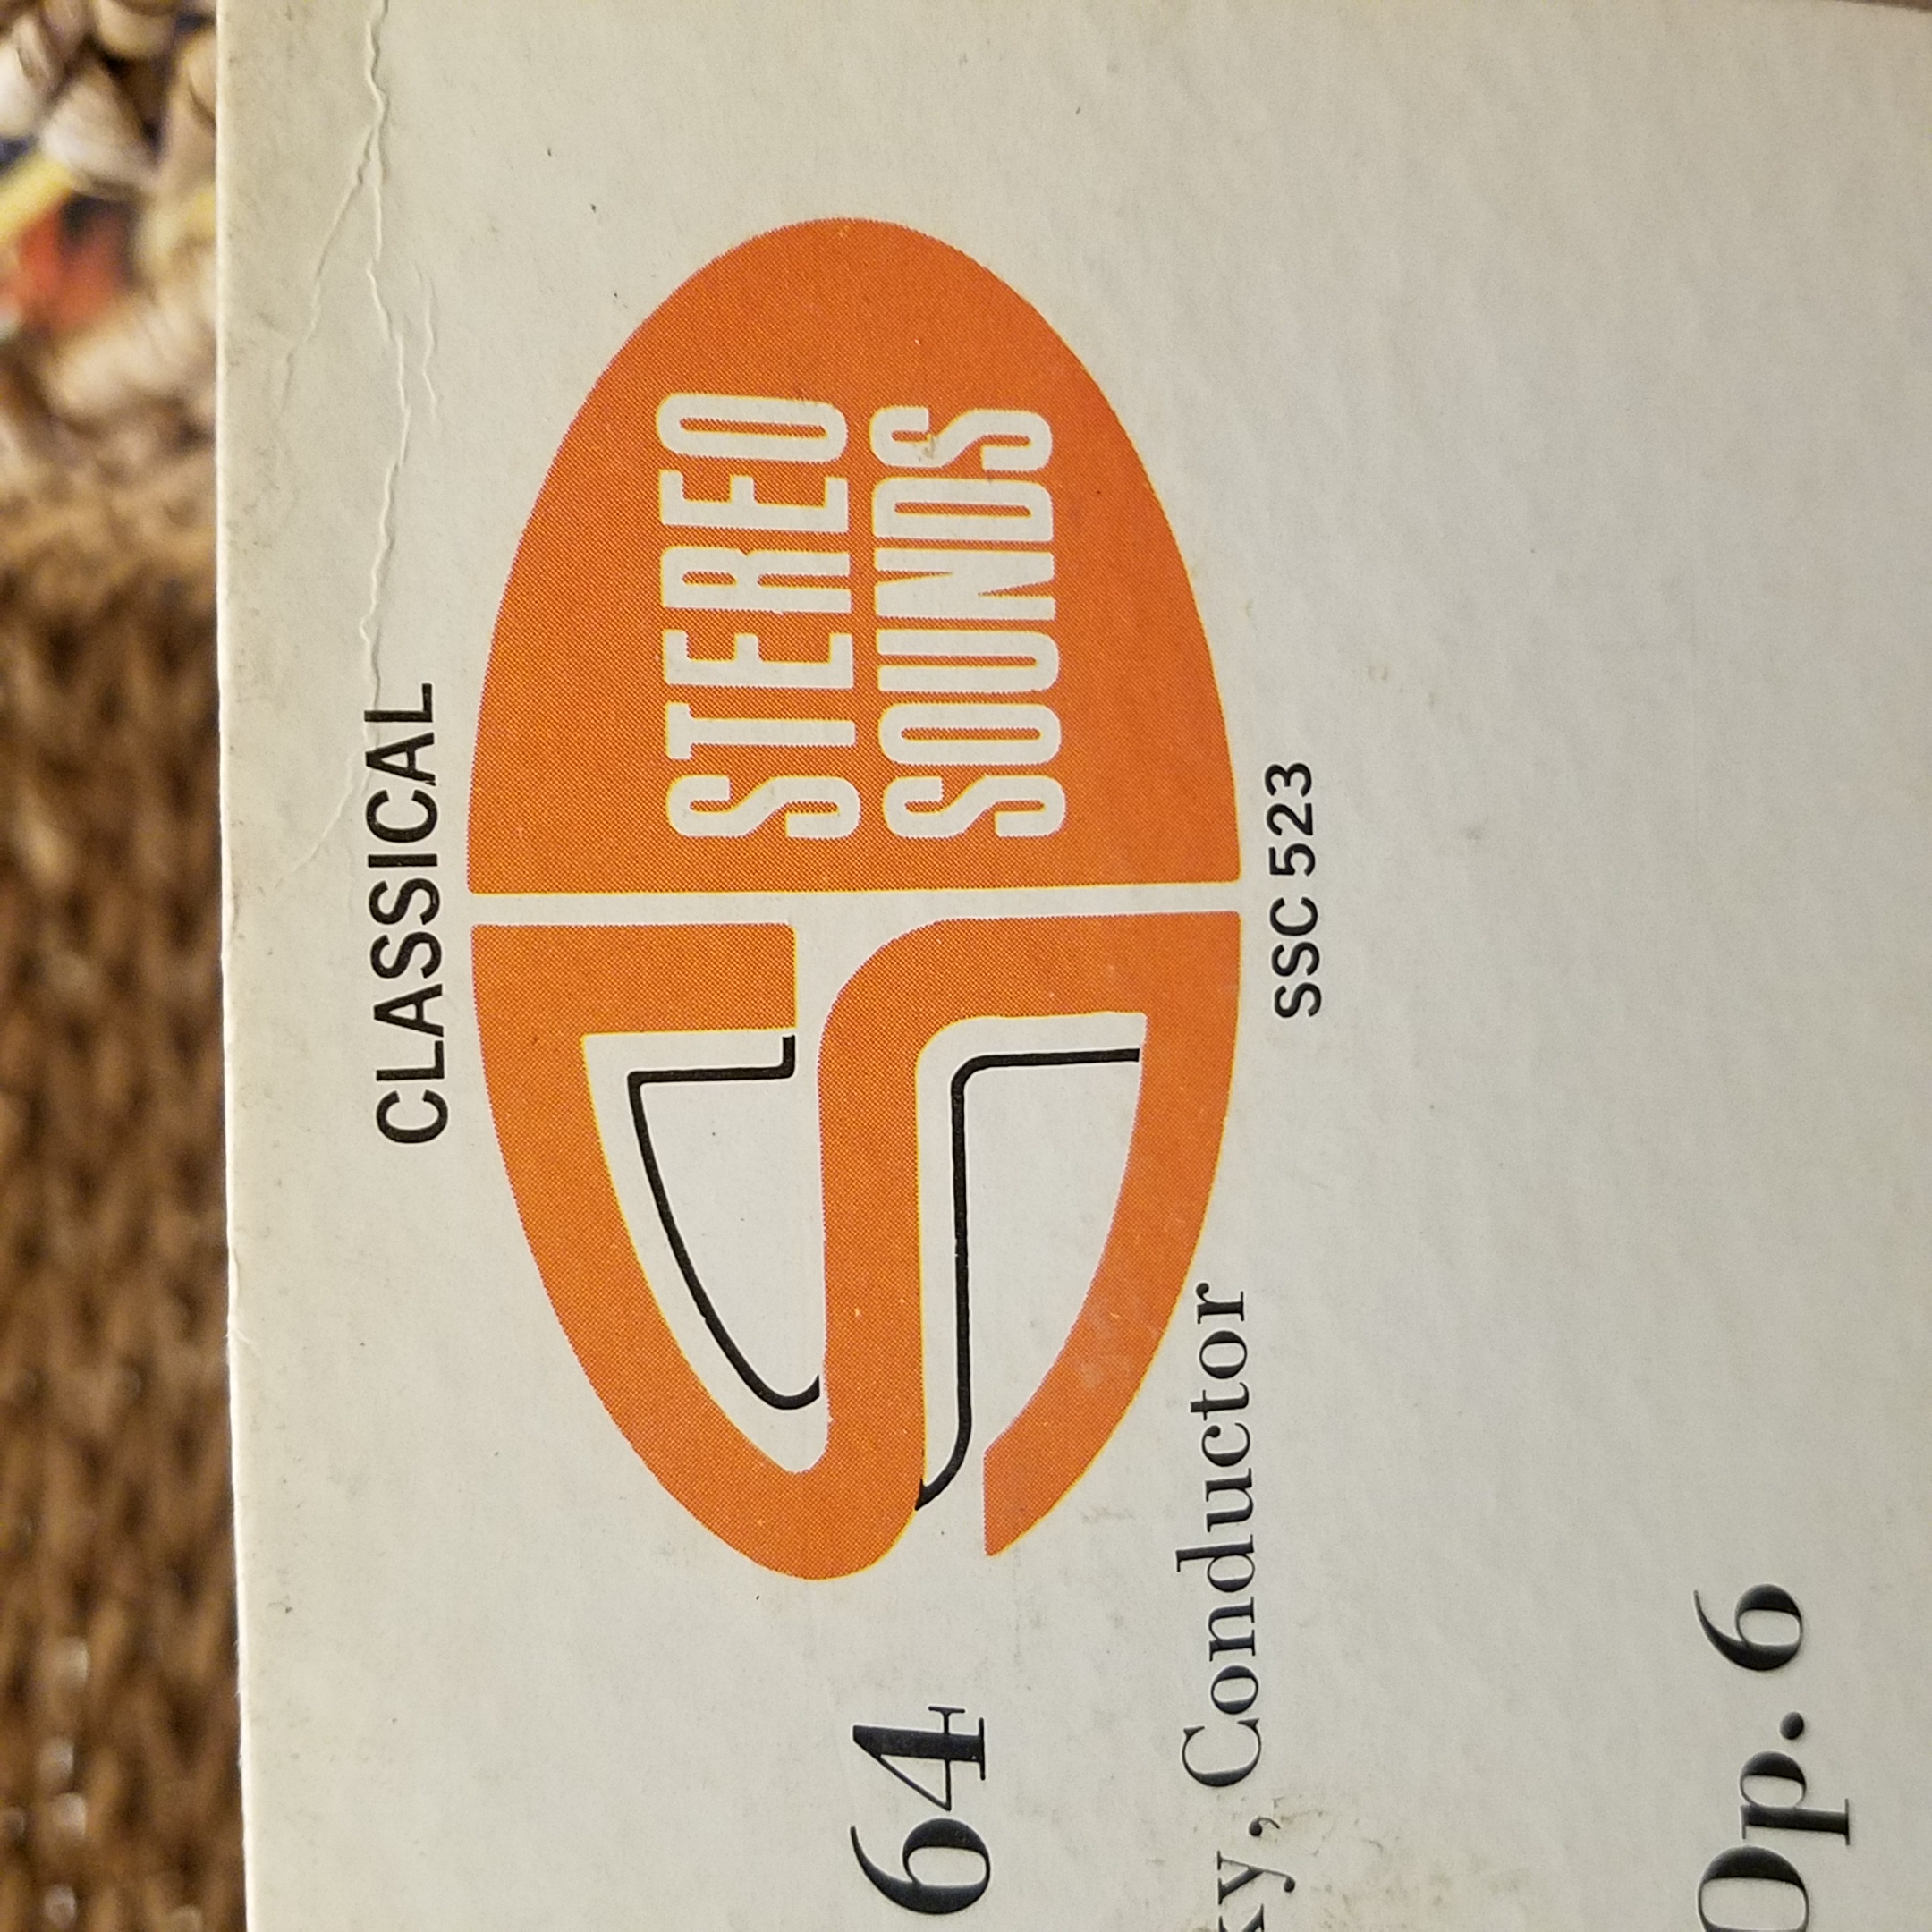 CLASSICAL
STEREO
SOUNDS
SSC 523
64
ky, Conductor
Op. 6